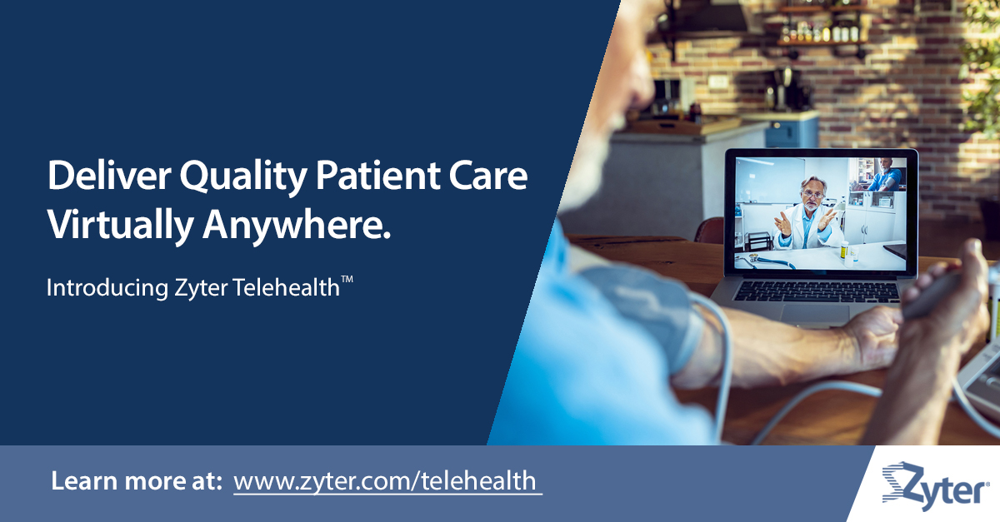 Deliver Quality Patient Care
Virtually Anywhere.
Introducing Zyter Telehealth™
Learn more at: www.zyter.com/telehealth
Zyter®